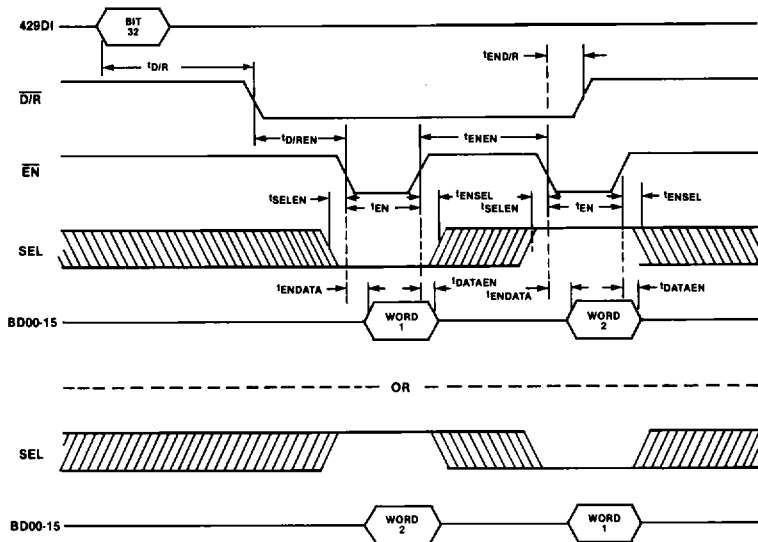 429DI
BIT
32
tD/R
tEND/R
D/R
tD/REN
tENEN
EN
tSELEN
tEN
tENSEL
tSELEN
tEN
tENSEL
SEL
tENDATA
tDATAEN
tENDATA
tDATAEN
BD00-15
WORD
1
WORD
2
OR
SEL
BD00-15
WORD
2
WORD
1